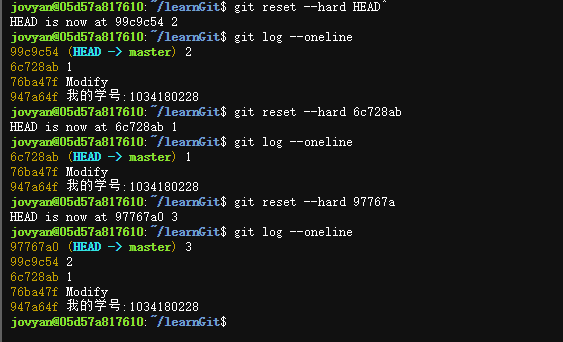 jovyan@05d57a817610:~/learnGit$ git reset --hard HEAD^
HEAD is now at 99c9c54 2
jovyan@05d57a817610:~/learnGit$ git log --oneline
99c9c54 (HEAD -> master) 2
6c728ab 1
76ba47f Modify
947a64f 我的学号:1034180228
jovyan@05d57a817610:~/learnGit$ git reset --hard 6c728ab
HEAD is now at 6c728ab 1
jovyan@05d57a817610:~/learnGit$ git log --oneline
6c728ab (HEAD -> master) 1
76ba47f Modify
947a64f 我的学号:1034180228
jovyan@05d57a817610:~/learnGit$ git reset --hard 97767a
HEAD is now at 97767a0 3
jovyan@05d57a817610:~/learnGit$ git log --oneline
97767a0 (HEAD -> master) 3
99c9c54 2
6c728ab 1
76ba47f Modify
947a64f 我的学号:1034180228
jovyan@05d57a817610:~/learnGit$